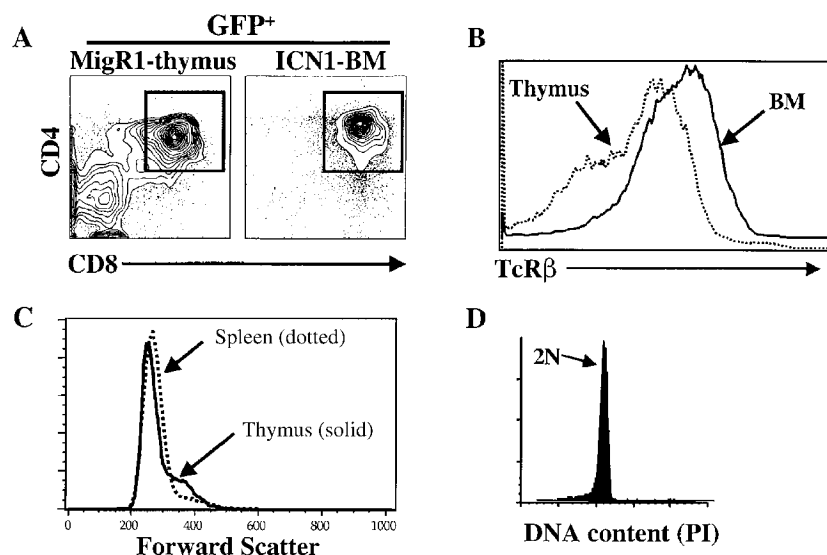 A
GFP⁺
MigR1-thymus ICN1-BM
CD4
CD8
B
Thymus
BM
TcRβ
C
Spleen (dotted)
Thymus (solid)
0 200 400 600 800 1000
Forward Scatter
D
2N
DNA content (PI)